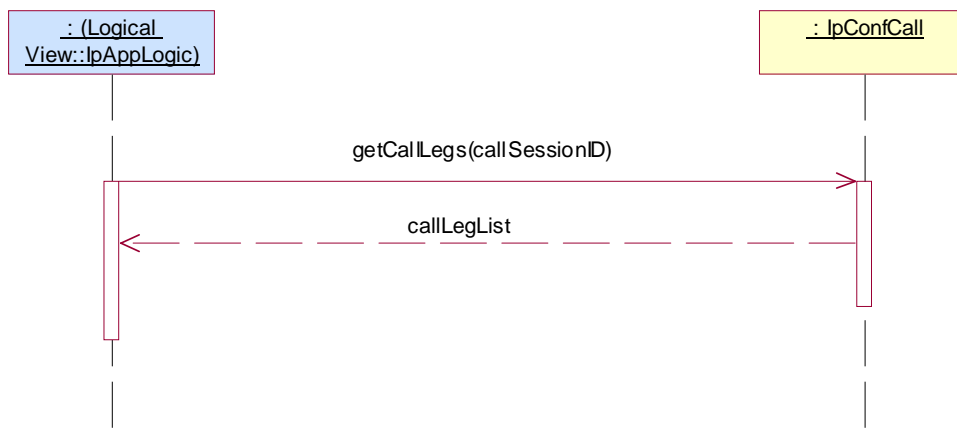 : (Logical
View::IpAppLogic)
: IpConfCall
getCallLegs(callSessionID)
callLegList